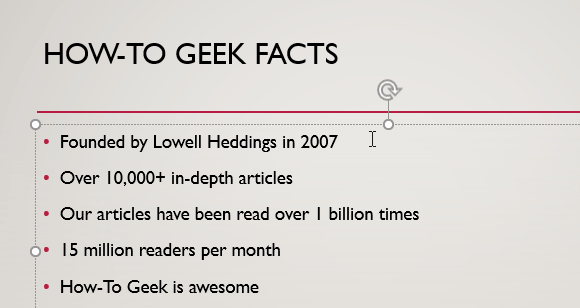 HOW-TO GEEK FACTS
• Founded by Lowell Heddings in 2007
• Over 10,000+ in-depth articles
• Our articles have been read over 1 billion times
• 15 million readers per month
• How-To Geek is awesome